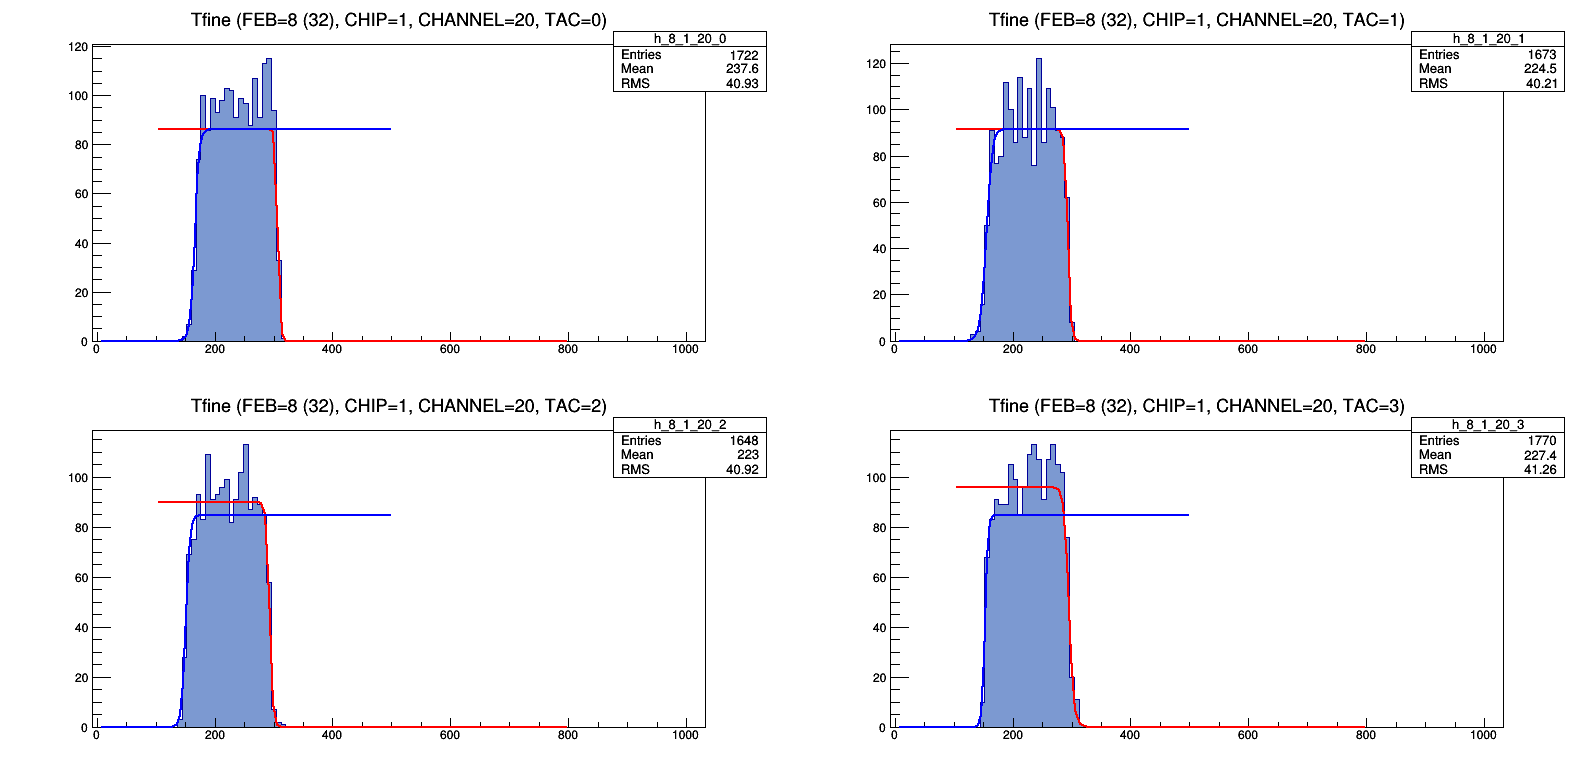 Tfine (FEB=8 (32), CHIP=1, CHANNEL=20, TAC=0)
h_8_1_20_0
Entries 1722
Mean 237.6
RMS 40.93
120
100
80
60
40
20
0
0 200 400 600 800 1000
Tfine (FEB=8 (32), CHIP=1, CHANNEL=20, TAC=1)
h_8_1_20_1
Entries 1673
Mean 224.5
RMS 40.21
120
100
80
60
40
20
0
0 200 400 600 800 1000
Tfine (FEB=8 (32), CHIP=1, CHANNEL=20, TAC=2)
h_8_1_20_2
Entries 1648
Mean 223
RMS 40.92
100
80
60
40
20
0
0 200 400 600 800 1000
Tfine (FEB=8 (32), CHIP=1, CHANNEL=20, TAC=3)
h_8_1_20_3
Entries 1770
Mean 227.4
RMS 41.26
100
80
60
40
20
0
0 200 400 600 800 1000